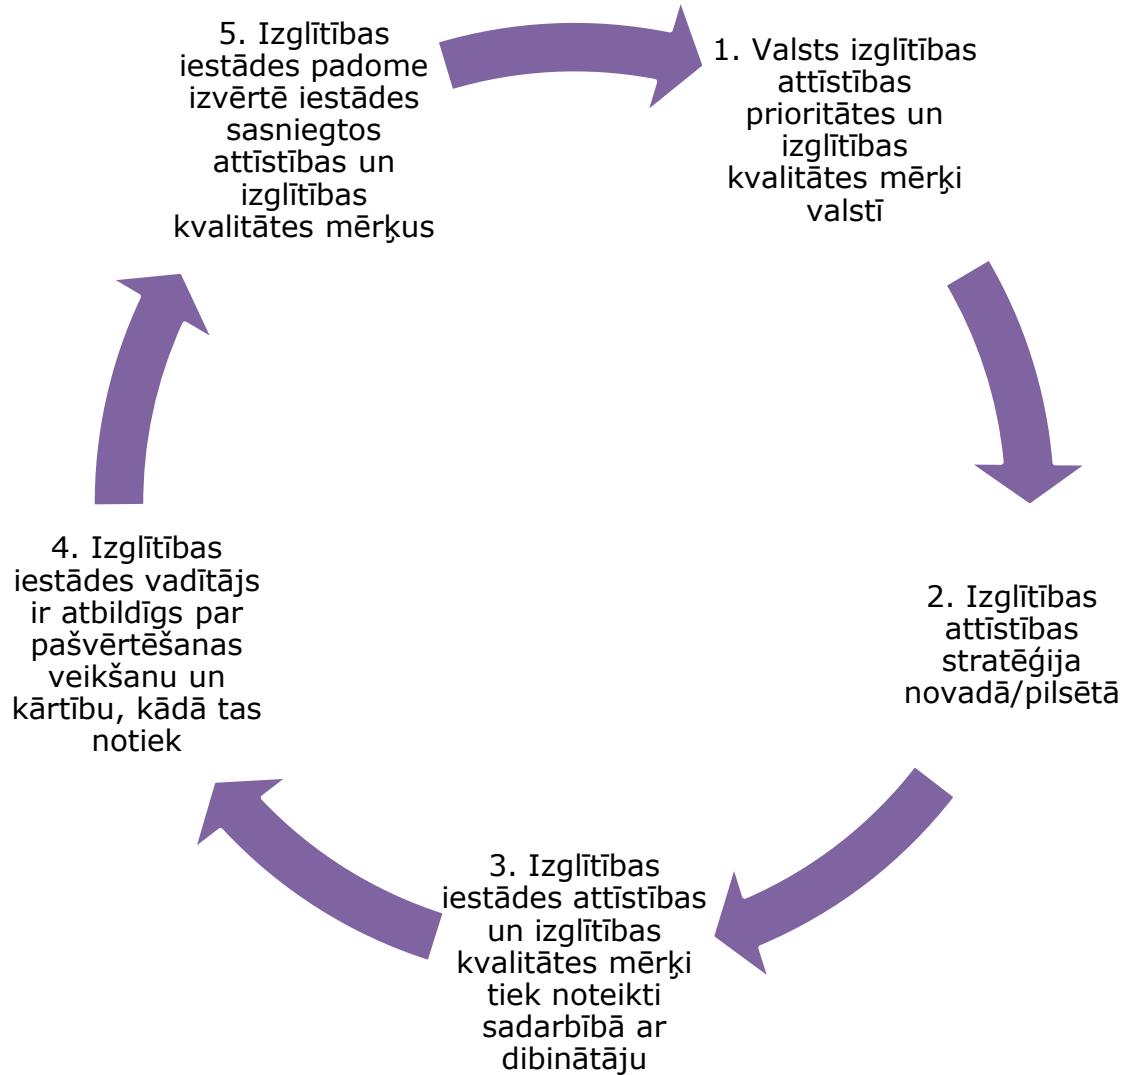 1. Valsts izglītības
attīstības
prioritātes un
izglītības
kvalitātes mērķi
valstī
2. Izglītības
attīstības
stratēģija
novadā/pilsētā
3. Izglītības
iestādes attīstības
un izglītības
kvalitātes mērķi
tiek noteikti
sadarbībā ar
dibinātāju
4. Izglītības
iestādes vadītājs
ir atbildīgs par
pašvērtēšanas
veikšanu un
kārtību, kādā tas
notiek
5. Izglītības
iestādes padome
izvērtē iestādes
sasniegtos
attīstības un
izglītības
kvalitātes mērķus